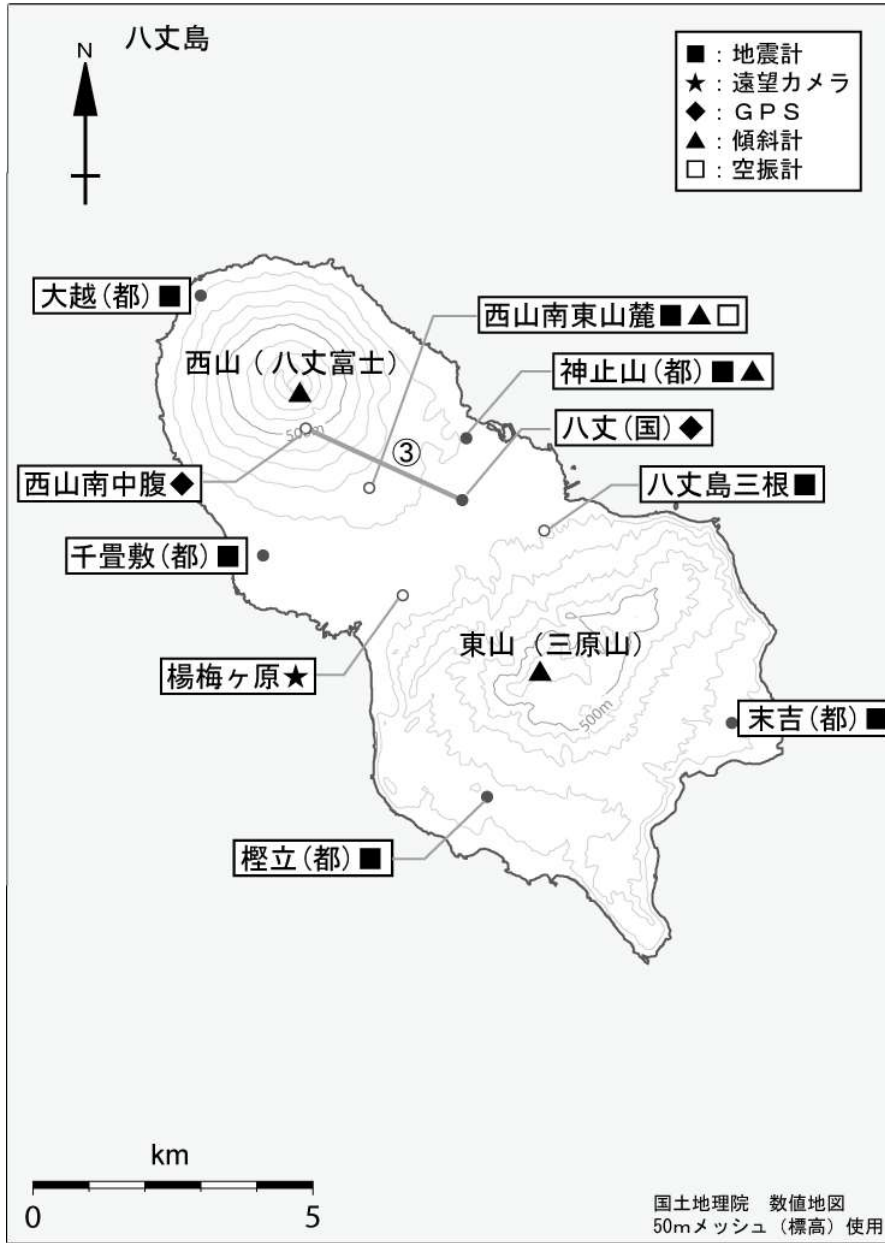 八丈島
N
■：地震計
★：遠望カメラ
◆：ＧＰＳ
▲：傾斜計
□：空振計
大越(都)■
西山南東山麓■▲□
西山（八丈富士）
▲
神止山(都)■▲
八丈(国)◆
500m
③
西山南中腹◆
八丈島三根■
千畳敷(都)■
東山（三原山）
▲
楊梅ヶ原★
500m
末吉(都)■
樫立(都)■
km
0 5
国土地理院　数値地図
50mメッシュ（標高）使用